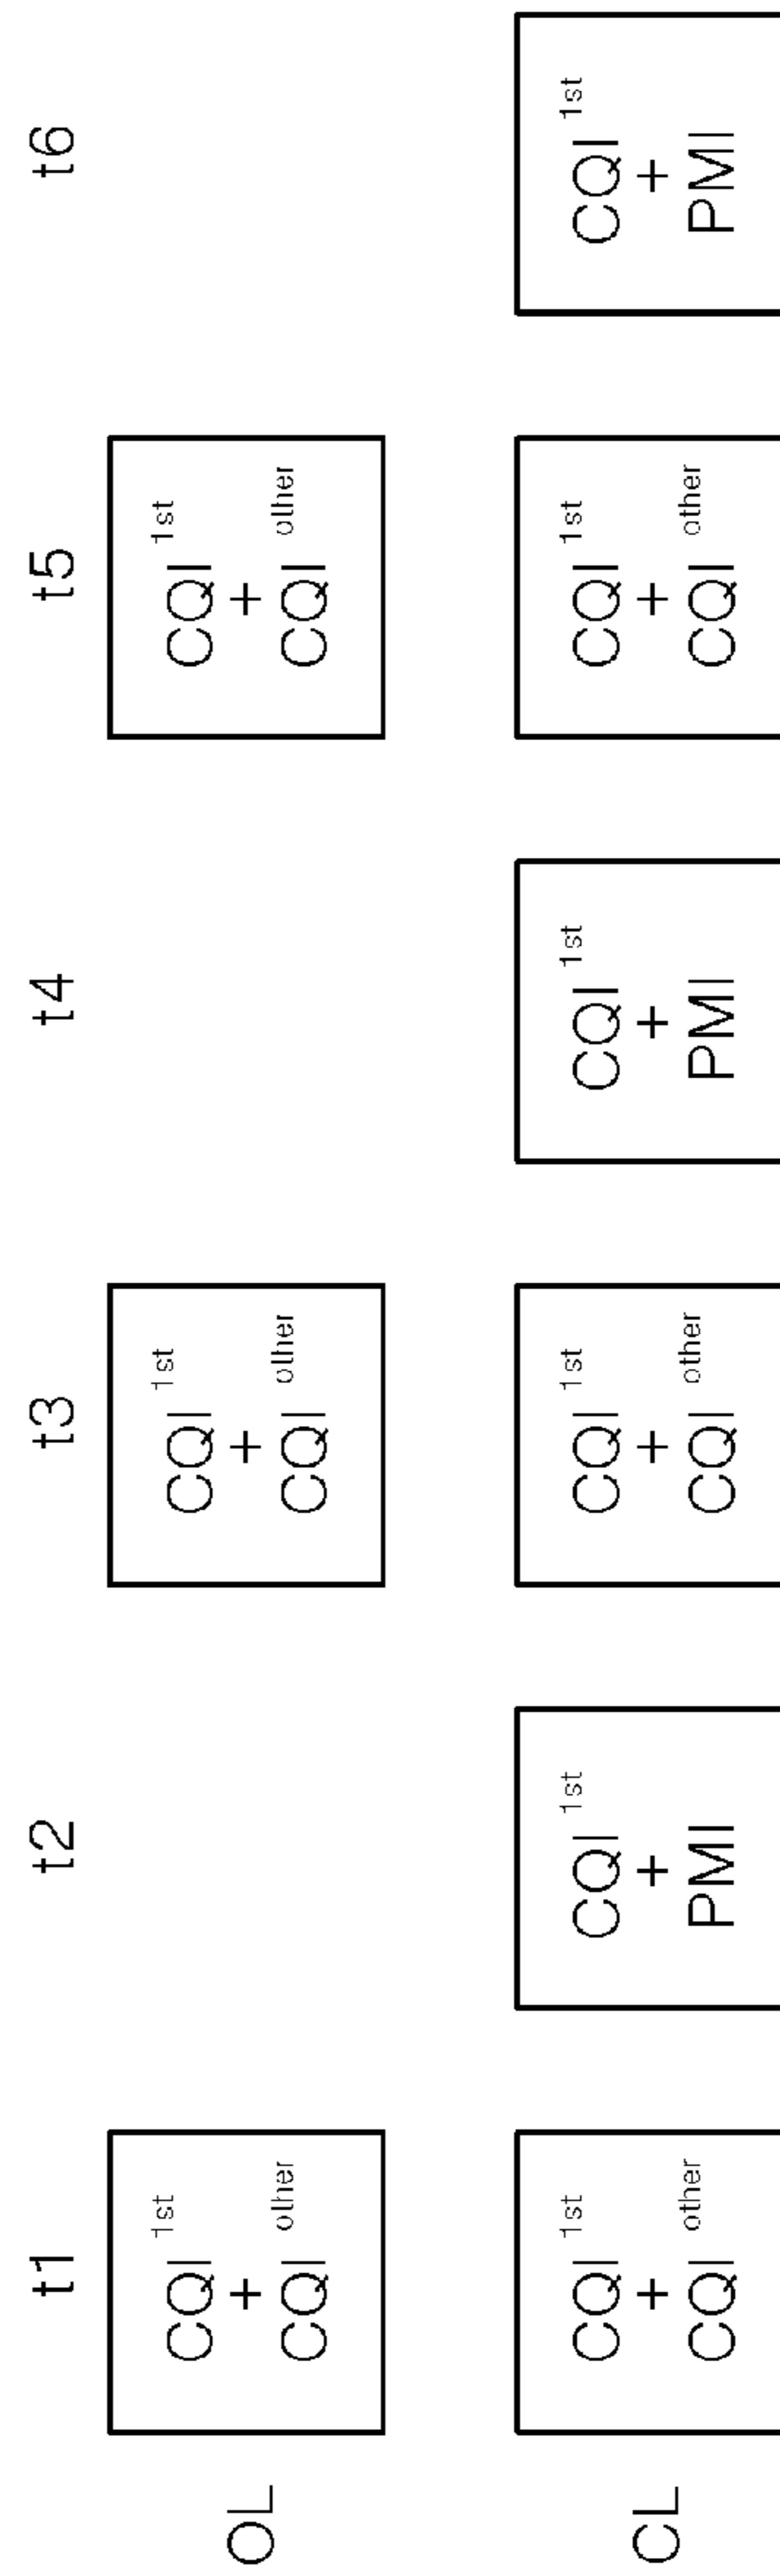 t1 t2 t3 t4 t5 t6
OL
CQI 1st
+
CQI other
CQI 1st
+
CQI other
CQI 1st
+
CQI other
CL
CQI 1st
+
CQI other
CQI 1st
+
PMI
CQI 1st
+
CQI other
CQI 1st
+
PMI
CQI 1st
+
CQI other
CQI 1st
+
PMI